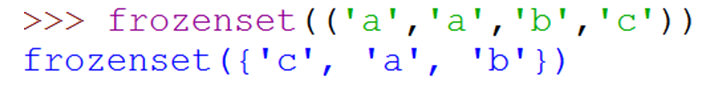 >>> frozenset(('a','a','b','c'))
frozenset({'c', 'a', 'b'})